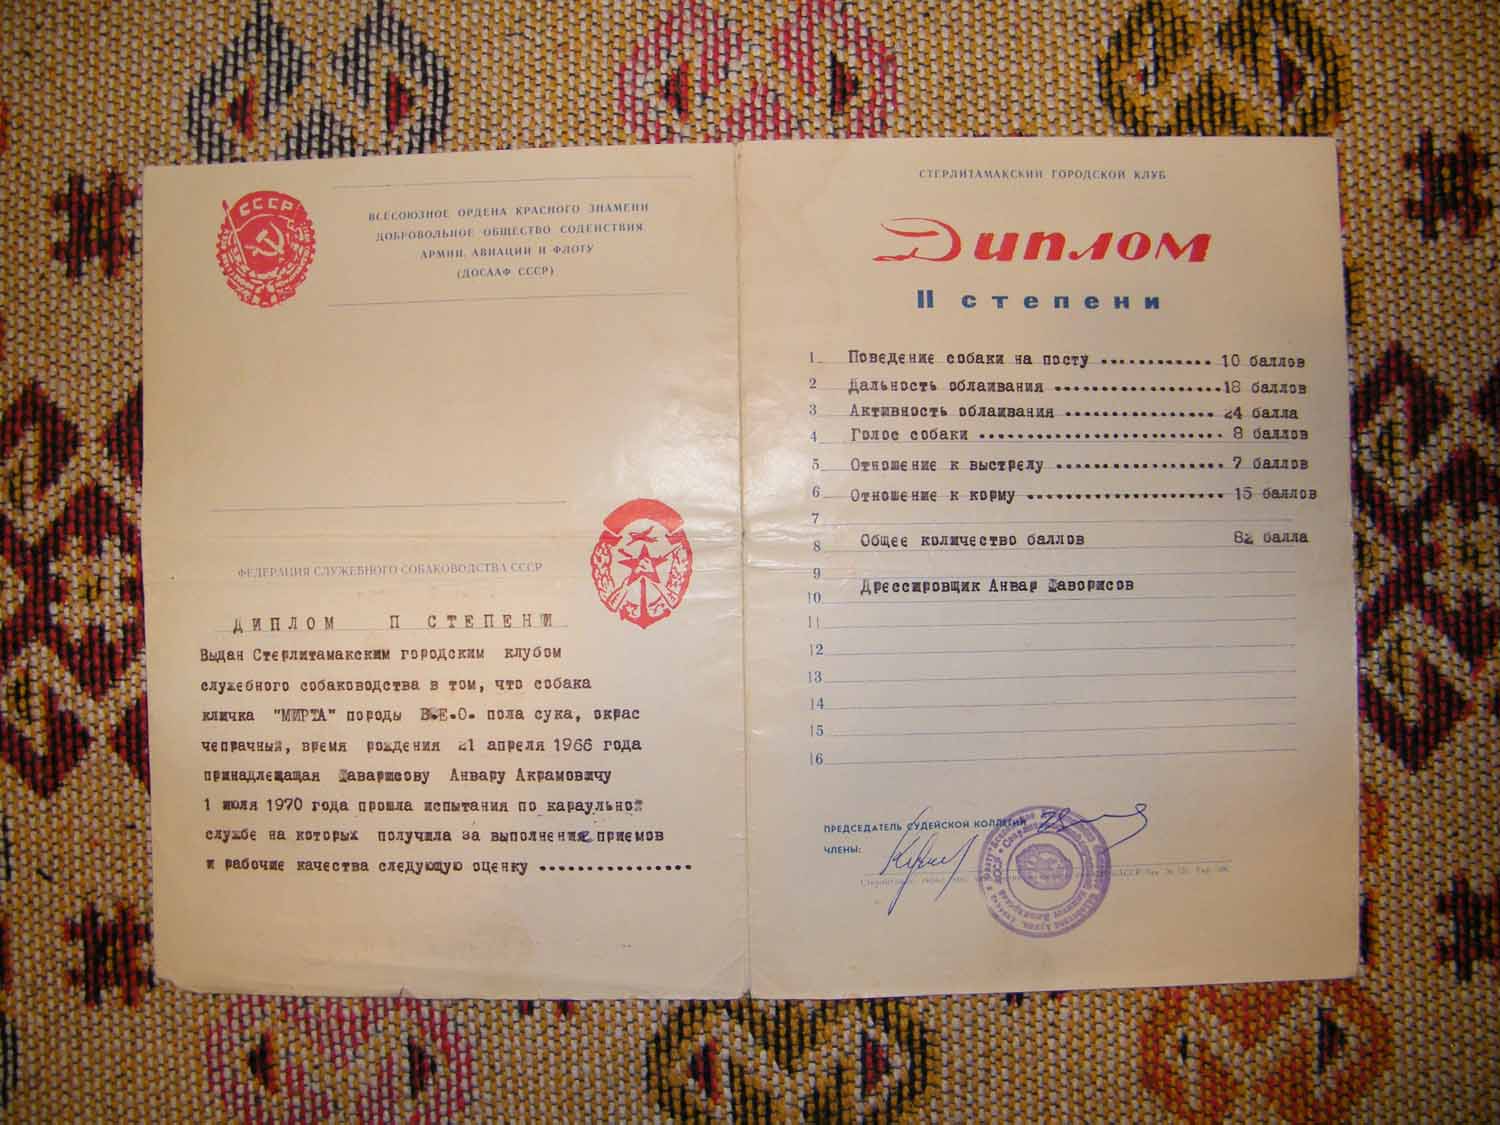 СССР
ВСЕСОЮЗНОЕ ОРДЕНА КРАСНОГО ЗНАМЕНИ
ДОБРОВОЛЬНОЕ ОБЩЕСТВО СОДЕЙСТВИЯ
АРМИИ, АВИАЦИИ И ФЛОТУ
(ДОСААФ СССР)
ФЕДЕРАЦИЯ СЛУЖЕБНОГО СОБАКОВОДСТВА СССР
ДИПЛОМ П СТЕПЕНИ
Выдан Стерлитамакским городским клубом
служебного собаководства в том, что собака
кличка "МИРТА" породы В.Е.О. пола сука, окрас
чепрачный, время рождения 21 апреля 1966 года
принадлещащая Даваришову Анвару Акрамовичу
1 июля 1970 года прошла испытания по караульной
службе на которых получила за выполнения приемов
и рабочие качества следующую оценку ................
СТЕРЛИТАМАКСКИЙ ГОРОДСКОЙ КЛУБ
Диплом
II степени
1 Поведение собаки на посту ............ 10 баллов
2 Дальность облаивания .................. 18 баллов
3 Активность облаивания ................ 24 балла
4 Голос собаки .......................... 8 баллов
5 Отношение к выстрелу .................. 7 баллов
6 Отношение к корму ..................... 15 баллов
7
8 Общее количество баллов 82 балла
9
10 Дрессировщик Анвар Даворисов
11
12
13
14
15
16
ПРЕДСЕДАТЕЛЬ СУДЕЙСКОЙ КОЛЛЕГИИ
ЧЛЕНЫ: